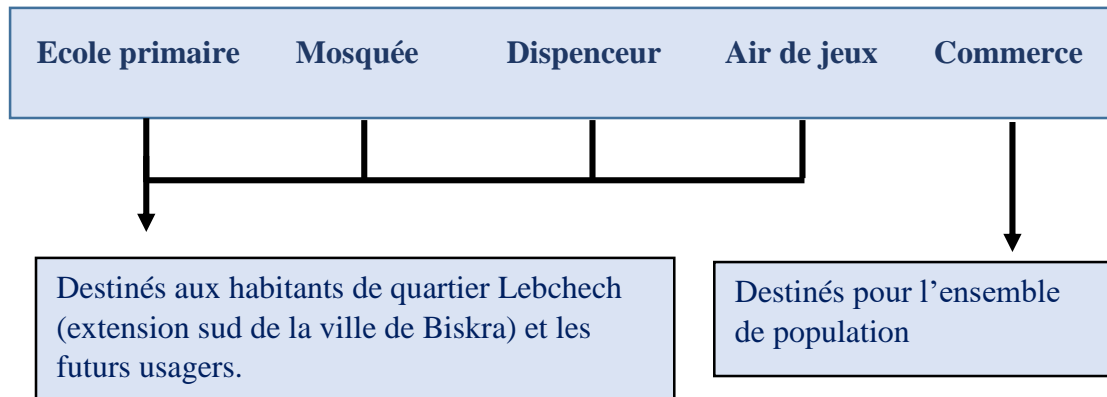 Ecole primaire Mosquée Dispenceur Air de jeux Commerce
Destinés aux habitants de quartier Lebchech
(extension sud de la ville de Biskra) et les
futurs usagers.
Destinés pour l’ensemble
de population